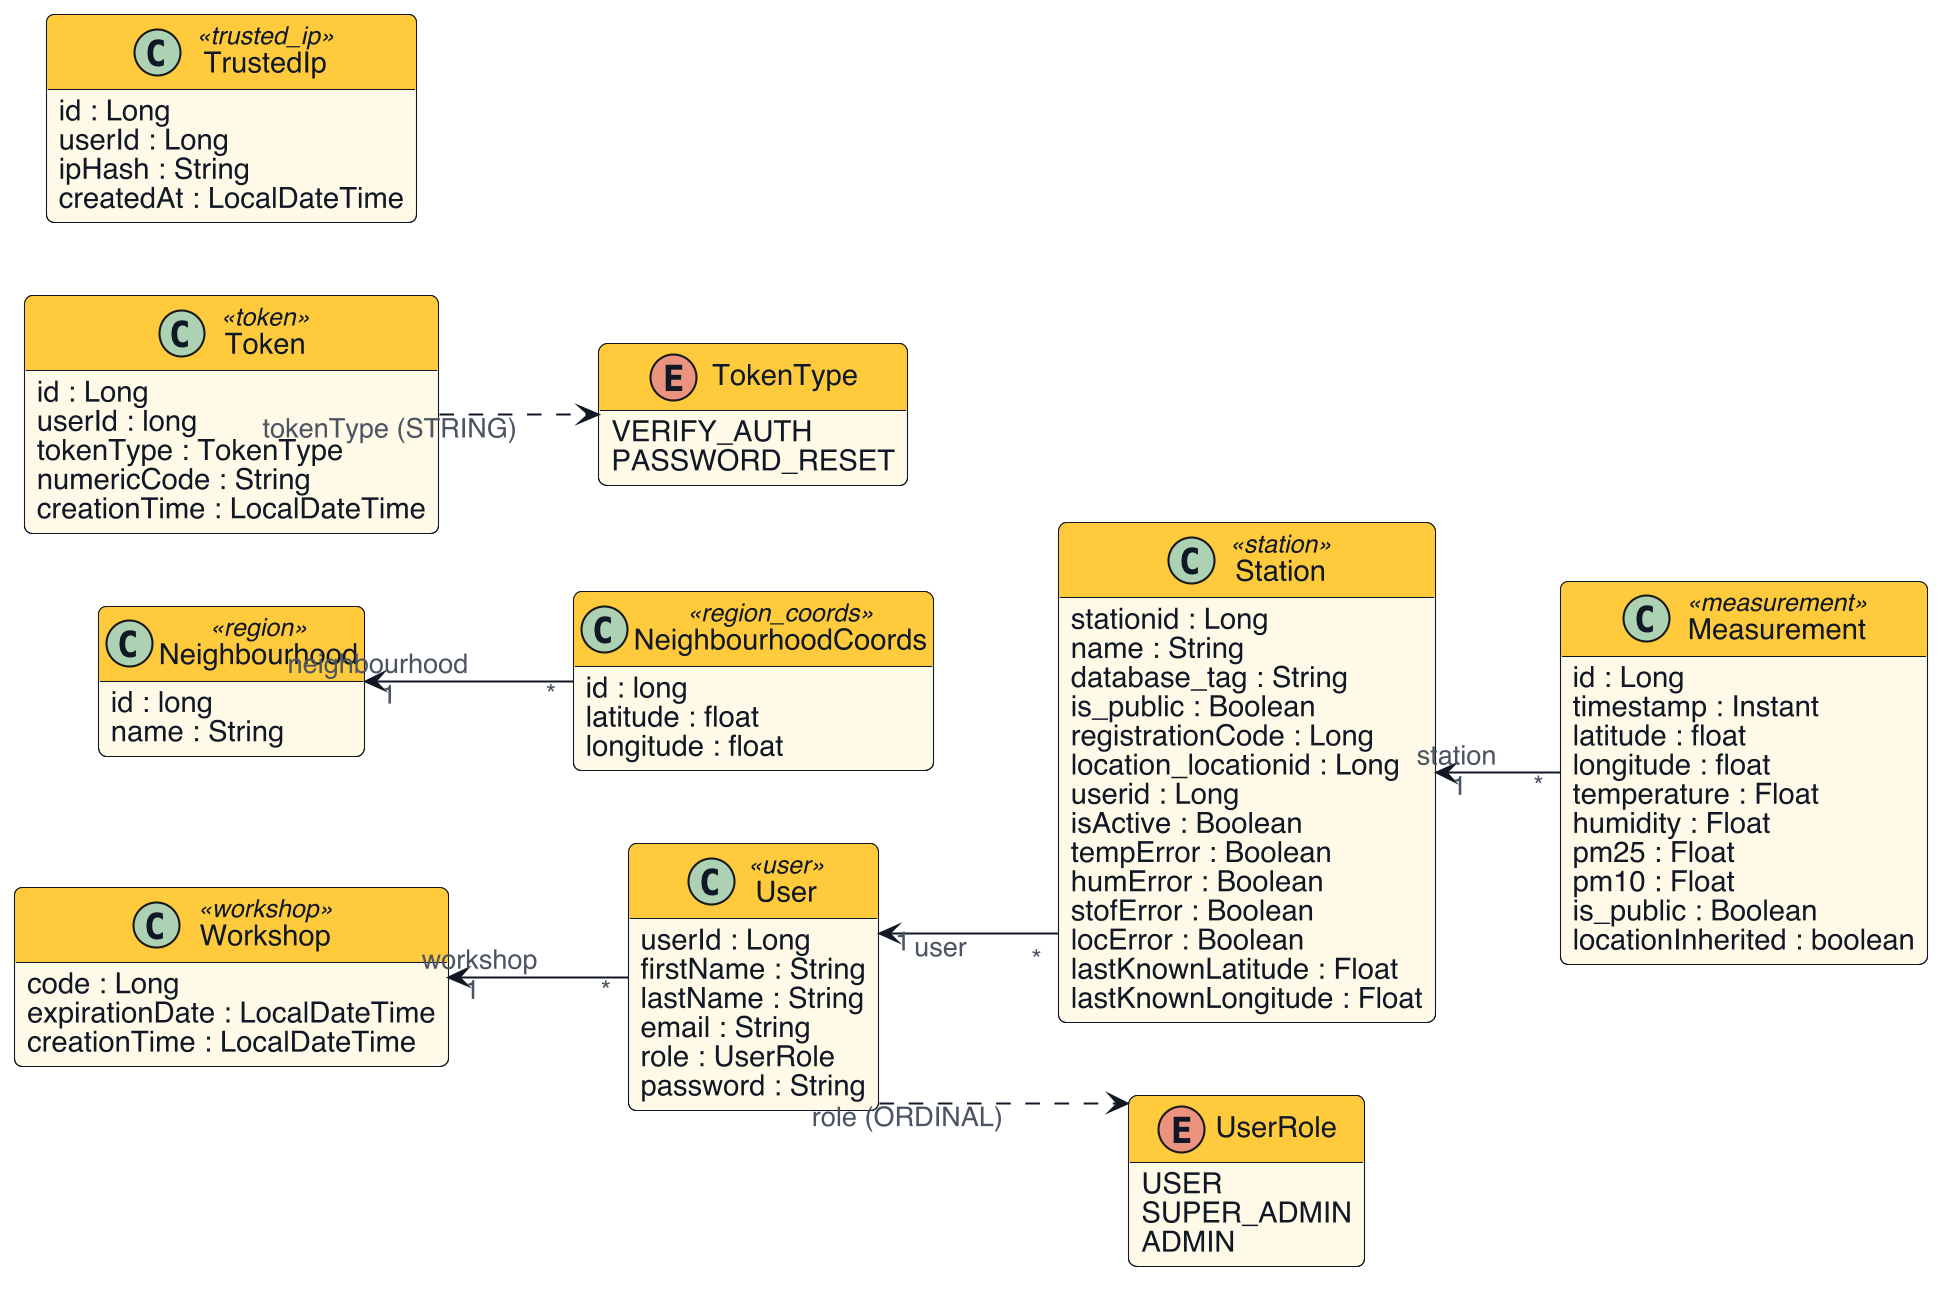 «trusted_ip»
C
TrustedIp
id : Long
userId : Long
ipHash : String
createdAt : LocalDateTime
«token»
C
Token
id : Long
userId : long
tokenType : TokenType
numericCode : String
creationTime : LocalDateTime
tokenType (STRING)
E
TokenType
VERIFY_AUTH
PASSWORD_RESET
«region»
C
Neighbourhood
id : long
name : String
neighbourhood
1
*
«region_coords»
C
NeighbourhoodCoords
id : long
latitude : float
longitude : float
«station»
C
Station
stationid : Long
name : String
database_tag : String
is_public : Boolean
registrationCode : Long
location_locationid : Long
userid : Long
isActive : Boolean
tempError : Boolean
humError : Boolean
stofError : Boolean
locError : Boolean
lastKnownLatitude : Float
lastKnownLongitude : Float
station
1
*
«measurement»
C
Measurement
id : Long
timestamp : Instant
latitude : float
longitude : float
temperature : Float
humidity : Float
pm25 : Float
pm10 : Float
is_public : Boolean
locationInherited : boolean
«workshop»
C
Workshop
code : Long
expirationDate : LocalDateTime
creationTime : LocalDateTime
workshop
1
*
«user»
C
User
userId : Long
firstName : String
lastName : String
email : String
role : UserRole
password : String
1 user
*
role (ORDINAL)
E
UserRole
USER
SUPER_ADMIN
ADMIN